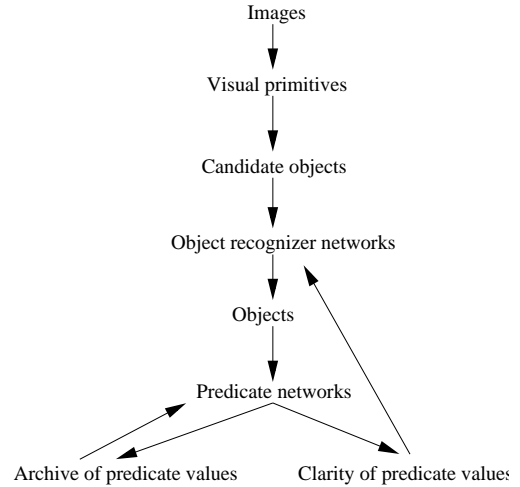 Images
Visual primitives
Candidate objects
Object recognizer networks
Objects
Predicate networks
Archive of predicate values
Clarity of predicate values